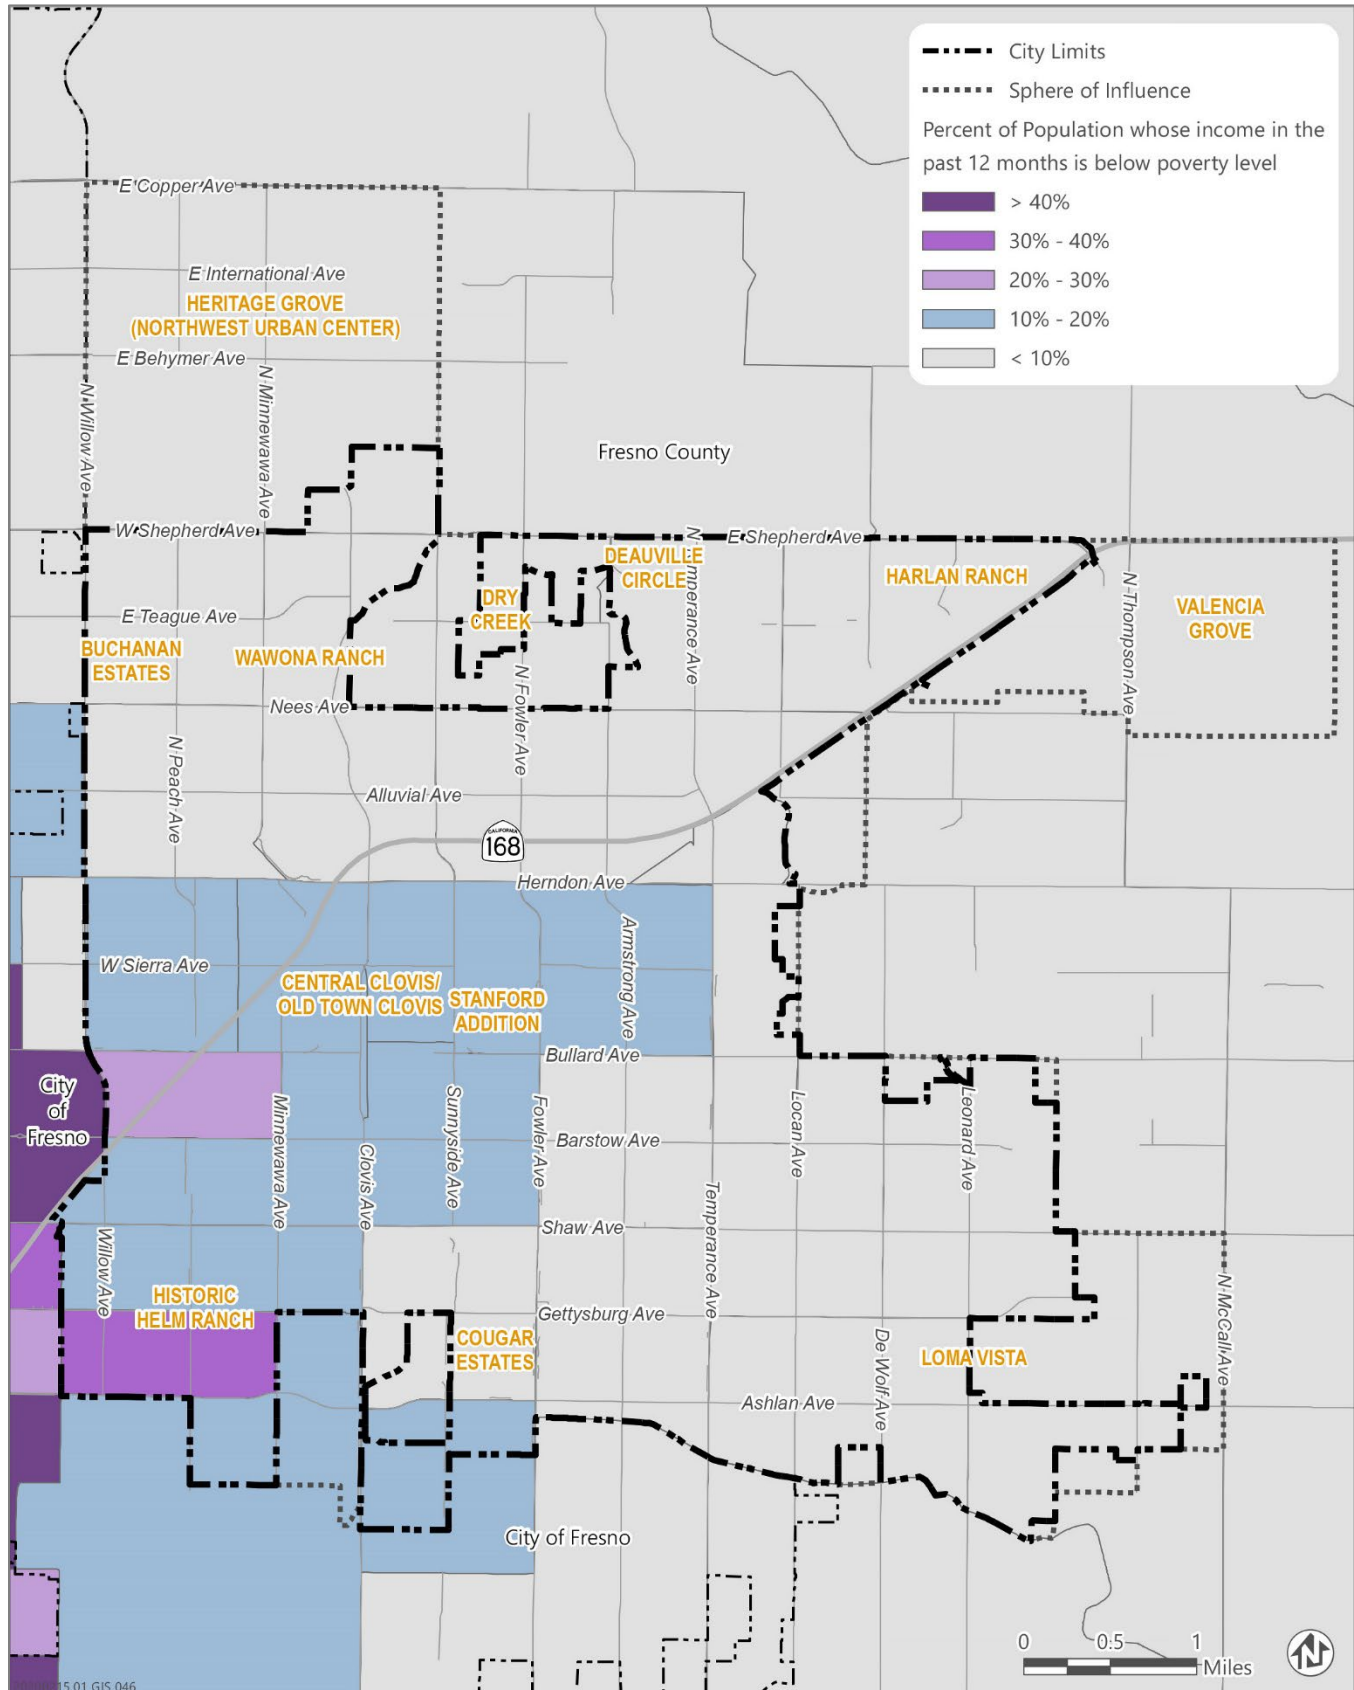 City Limits
Sphere of Influence
Percent of Population whose income in the
past 12 months is below poverty level
> 40%
30% - 40%
20% - 30%
10% - 20%
< 10%
E Copper Ave
E International Ave
HERITAGE GROVE
(NORTHWEST URBAN CENTER)
E Behymer Ave
N Willow Ave
N Minnewawa Ave
Fresno County
W Shepherd Ave
E Shepherd Ave
DEAUVILLE
CIRCLE
N Temperance Ave
HARLAN RANCH
N Thompson Ave
VALENCIA
GROVE
DRY
CREEK
E Teague Ave
BUCHANAN
ESTATES
WAWONA RANCH
Nees Ave
N Fowler Ave
N Peach Ave
Alluvial Ave
CALIFORNIA
168
Herndon Ave
Armstrong Ave
W Sierra Ave
CENTRAL CLOVIS/
OLD TOWN CLOVIS
STANFORD
ADDITION
Bullard Ave
City
of
Fresno
Minnewawa Ave
Clovis Ave
Sunnyside Ave
Fowler Ave
Barstow Ave
Locan Ave
Leonard Ave
Temperance Ave
Shaw Ave
Willow Ave
HISTORIC
HELM RANCH
Gettysburg Ave
COUGAR
ESTATES
De Wolf Ave
LOMA VISTA
N McCall Ave
Ashlan Ave
City of Fresno
0 0.5 1
Miles
N
15.01 GIS 046